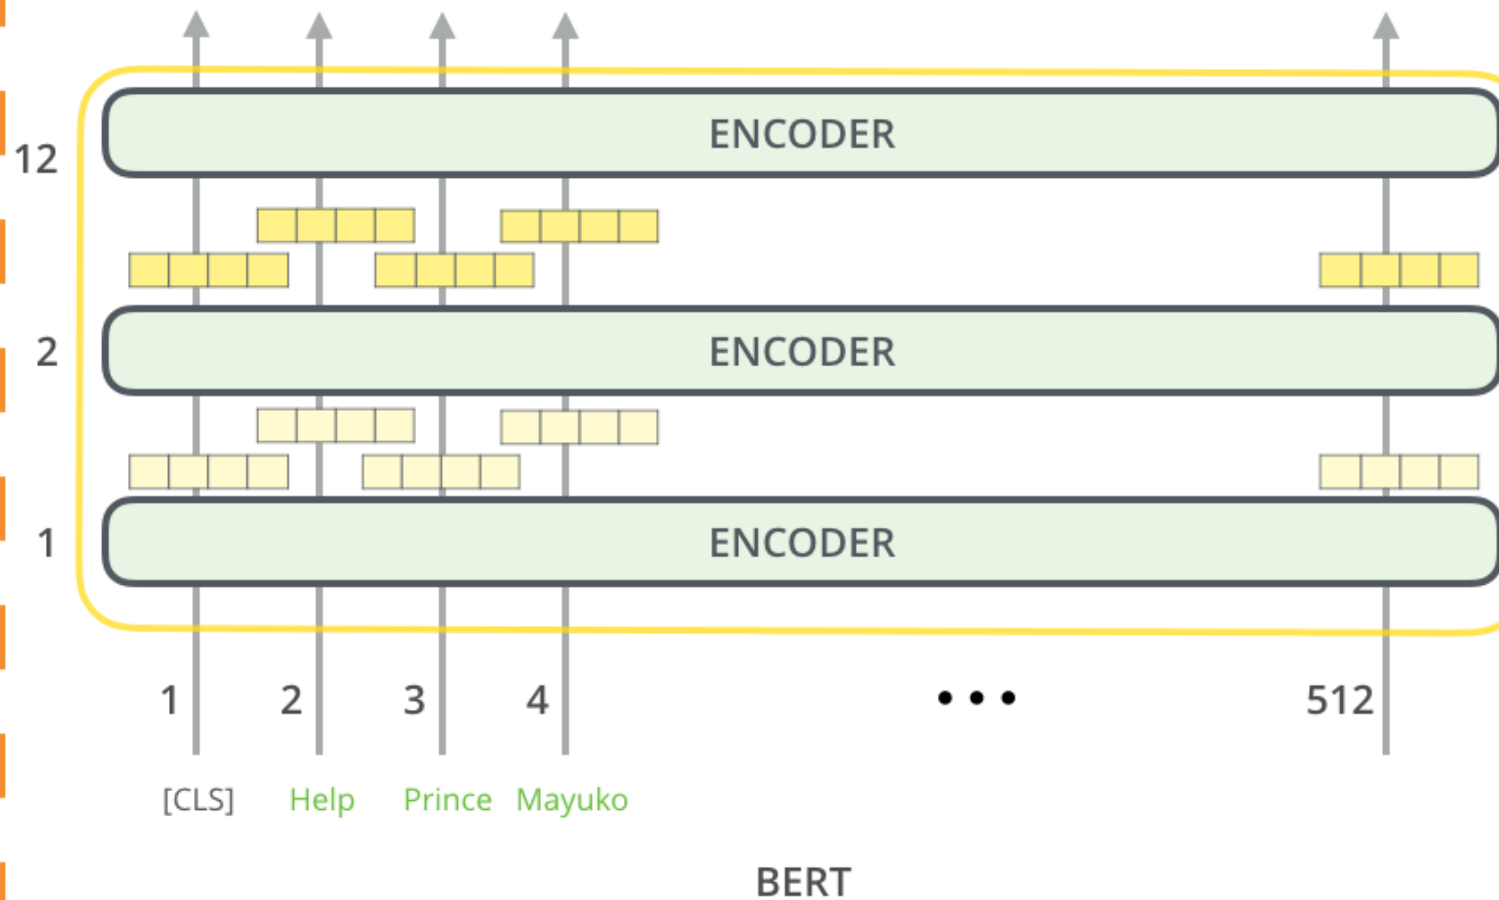 ENCODER
12
2
ENCODER
1
ENCODER
1 2 3 4 ... 512
[CLS] Help Prince Mayuko
BERT